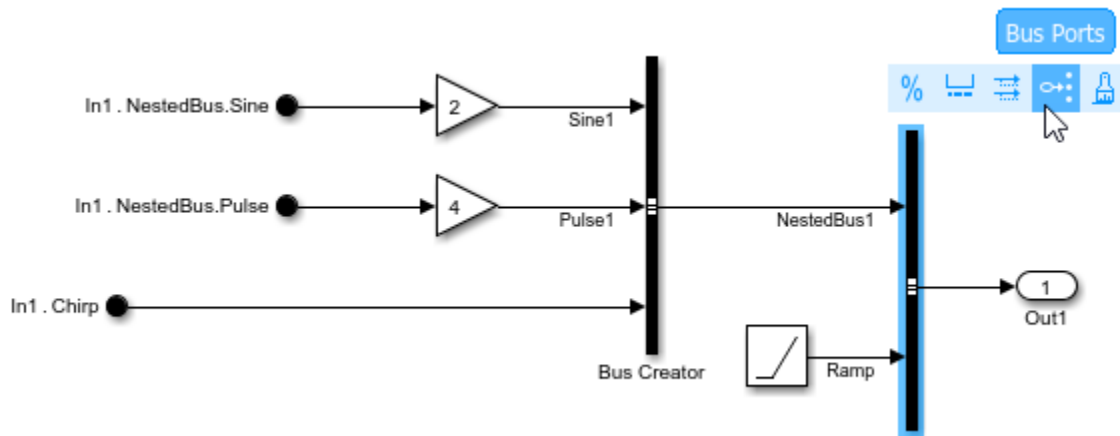 Bus Ports
%
In1 . NestedBus.Sine
2
Sine1
In1 . NestedBus.Pulse
4
Pulse1
NestedBus1
In1 . Chirp
1
Out1
Bus Creator
Ramp